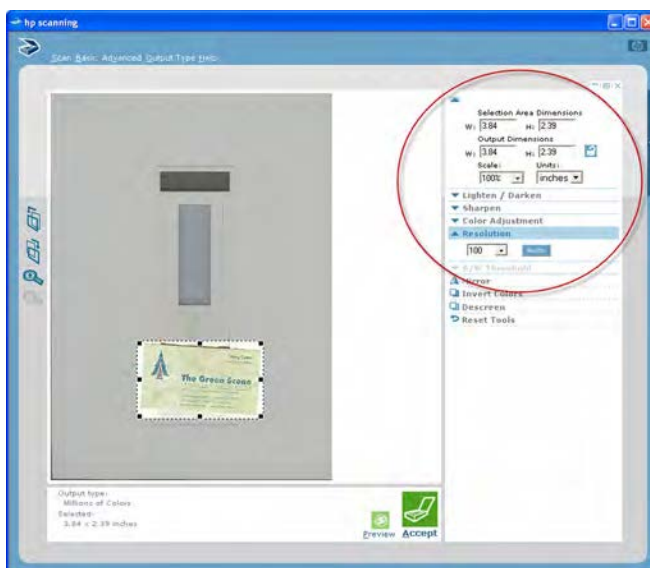 hp scanning
Scan Basic Advanced Output Type Help
Selection Area Dimensions
W: 3.84 H: 2.39
Output Dimensions
W: 3.84 H: 2.39
Scale: Units:
100% inches
Lighten / Darken
Sharpen
Color Adjustment
Resolution
100
B/W Threshold
Mirror
Invert Colors
Descreen
Reset Tools
The Green Scene
Output type:
Millions of Colors
Selected:
3.84 x 2.39 inches
Preview Accept